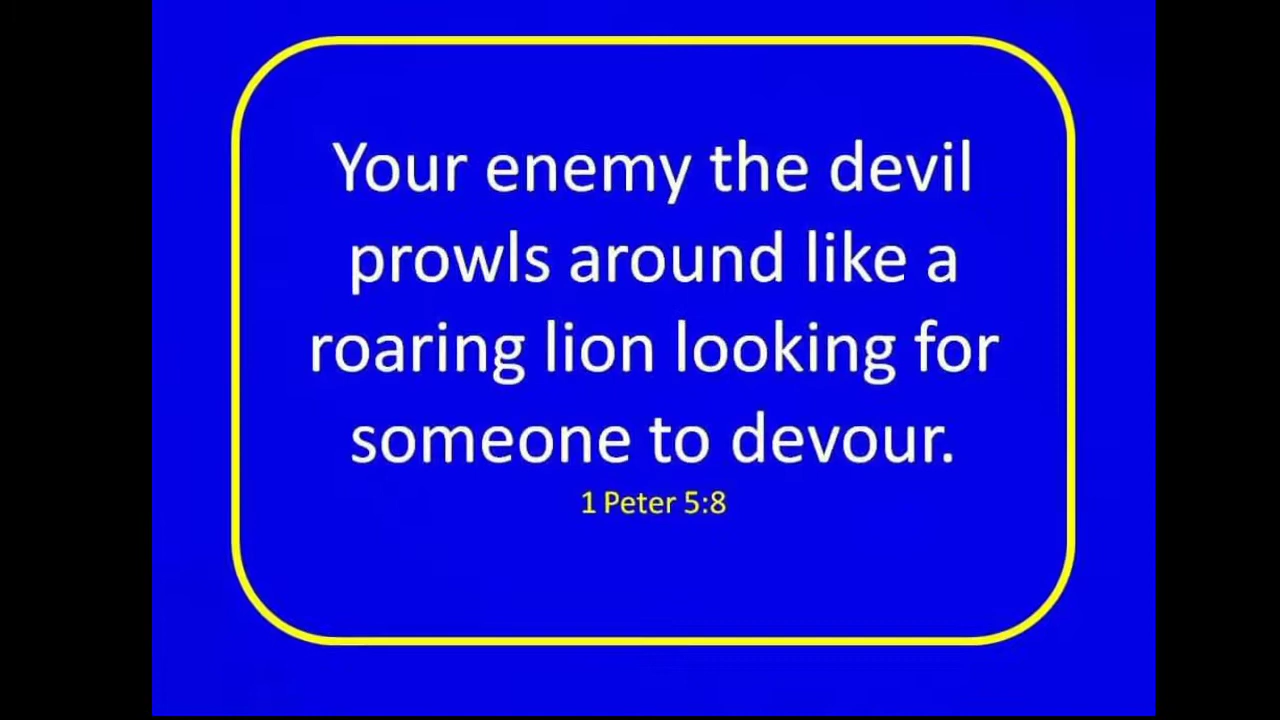 Your enemy the devil
prowls around like a
roaring lion looking for
someone to devour.
1 Peter 5:8